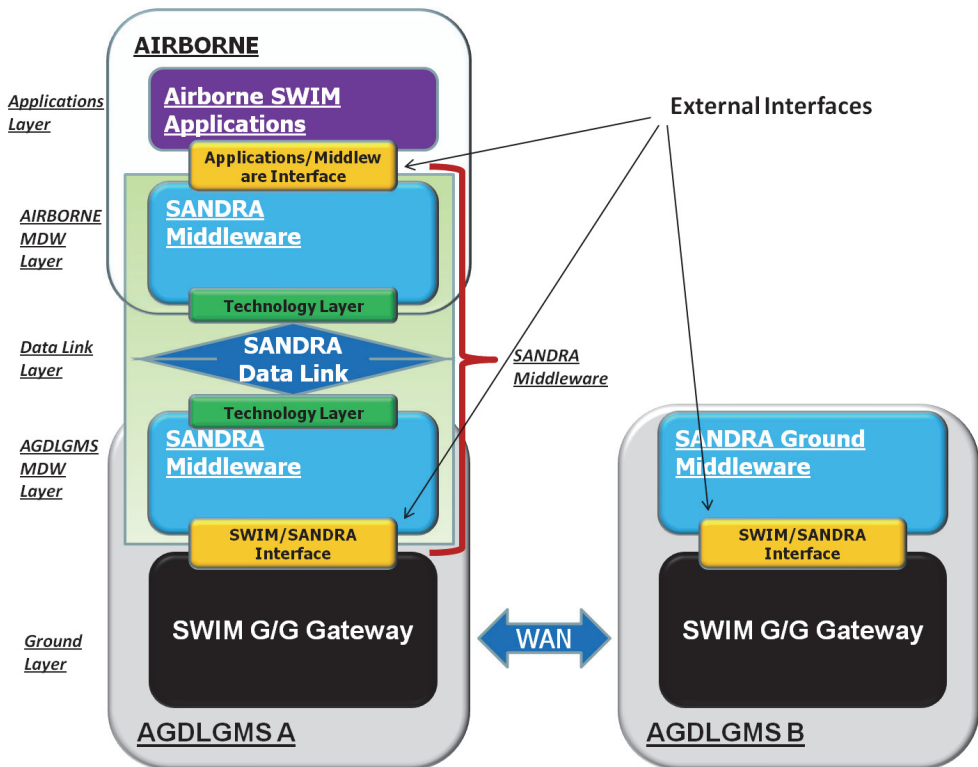 AIRBORNE
Applications
Layer
Airborne SWIM
Applications
External Interfaces
Applications/Middlew
are Interface
AIRBORNE
MDW
Layer
SANDRA
Middleware
Technology Layer
Data Link
Layer
SANDRA
Data Link
SANDRA
Middleware
Technology Layer
AGDLGMS
MDW
Layer
SANDRA
Middleware
SANDRA Ground
Middleware
SWIM/SANDRA
Interface
SWIM/SANDRA
Interface
Ground
Layer
SWIM G/G Gateway
WAN
SWIM G/G Gateway
AGDLGMS A
AGDLGMS B